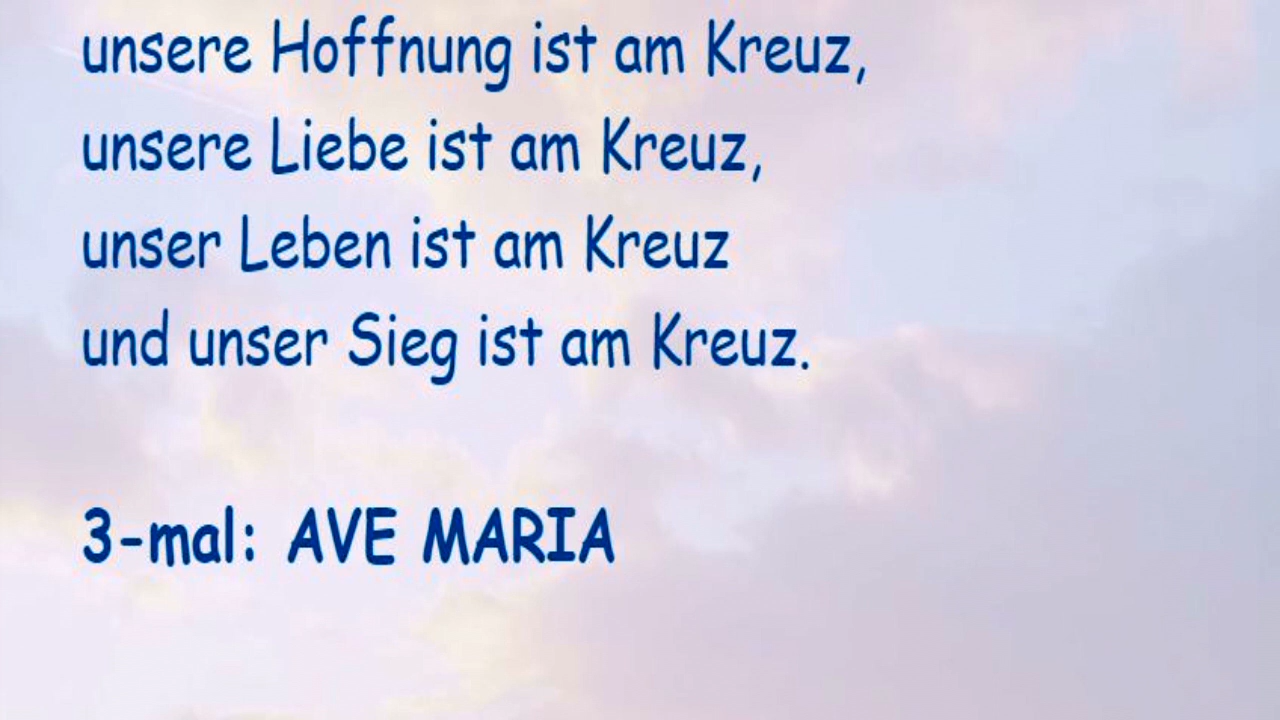 unsere Hoffnung ist am Kreuz,
unsere Liebe ist am Kreuz,
unser Leben ist am Kreuz
und unser Sieg ist am Kreuz.
3-mal: AVE MARIA